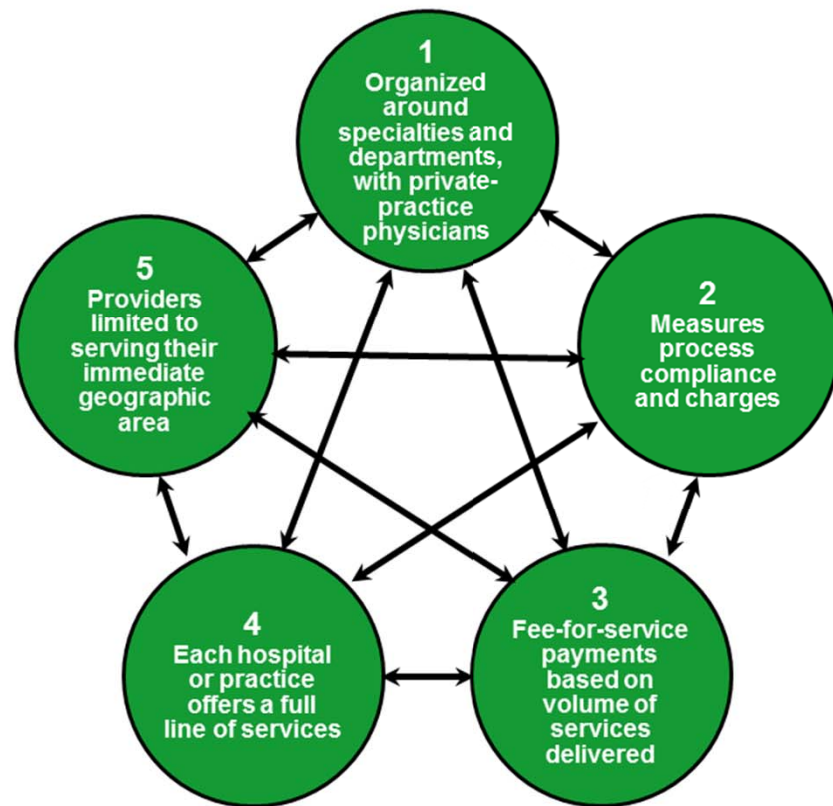 1
Organized
around
specialties and
departments,
with private-
practice
physicians
2
Measures
process
compliance
and charges
3
Fee-for-service
payments
based on
volume of
services
delivered
4
Each hospital
or practice
offers a full
line of services
5
Providers
limited to
serving their
immediate
geographic
area